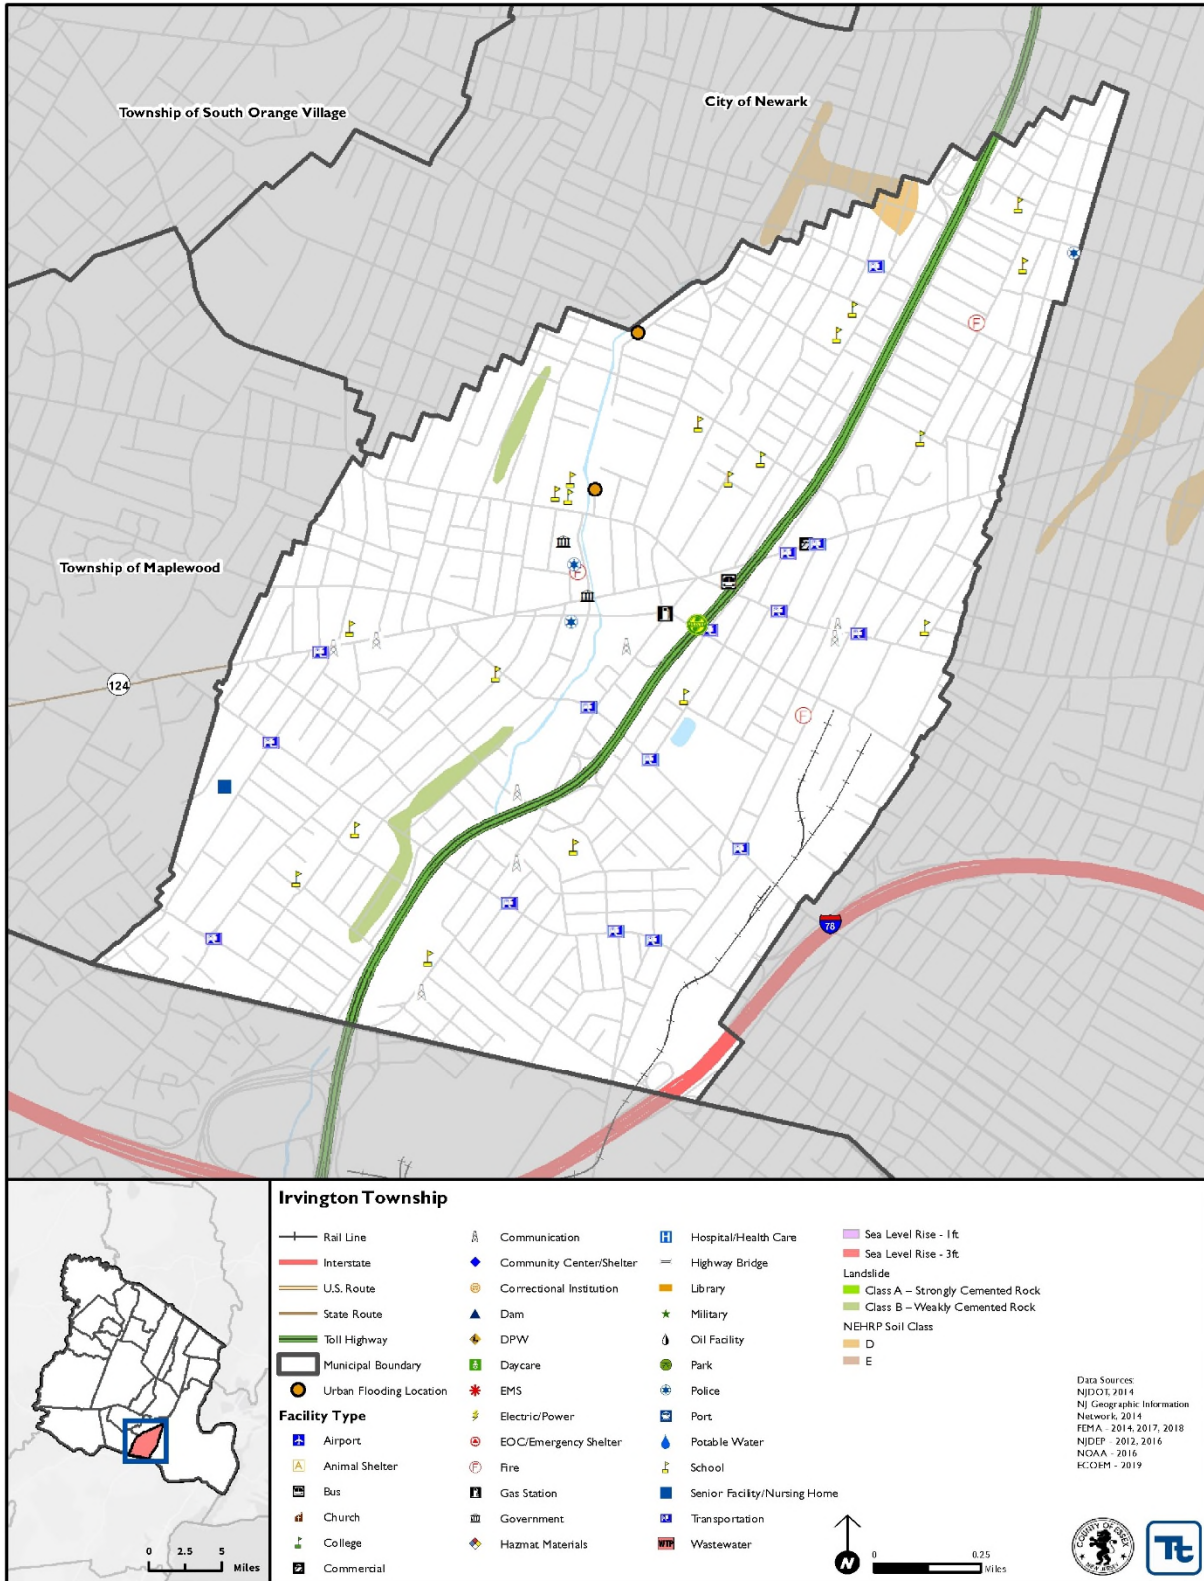 Township of South Orange Village
City of Newark
Township of Maplewood
124
78
F
F
F
Irvington Township
Rail Line
Interstate
U.S. Route
State Route
Toll Highway
Municipal Boundary
Urban Flooding Location
Facility Type
Airport
A Animal Shelter
Bus
Church
College
Commercial
Communication
Community Center/Shelter
Correctional Institution
Dam
DPW
Daycare
EMS
Electric/Power
EOC/Emergency Shelter
F Fire
Gas Station
Government
Hazmat Materials
H Hospital/Health Care
Highway Bridge
Library
Military
Oil Facility
Park
Police
Port
Potable Water
School
Senior Facility/Nursing Home
Transportation
WTP Wastewater
Sea Level Rise - 1ft
Sea Level Rise - 3ft
Landslide
Class A – Strongly Cemented Rock
Class B – Weakly Cemented Rock
NEHRP Soil Class
D
E
Data Sources:
NJDOT, 2014
NJ Geographic Information
Network, 2014
FEMA - 2014, 2017, 2018
NJDEP - 2012, 2016
NOAA - 2016
ECOEM - 2019
0 2.5 5
Miles
N
0 0.25
Miles
COUNTY OF ESSEX
NEW JERSEY
Tt